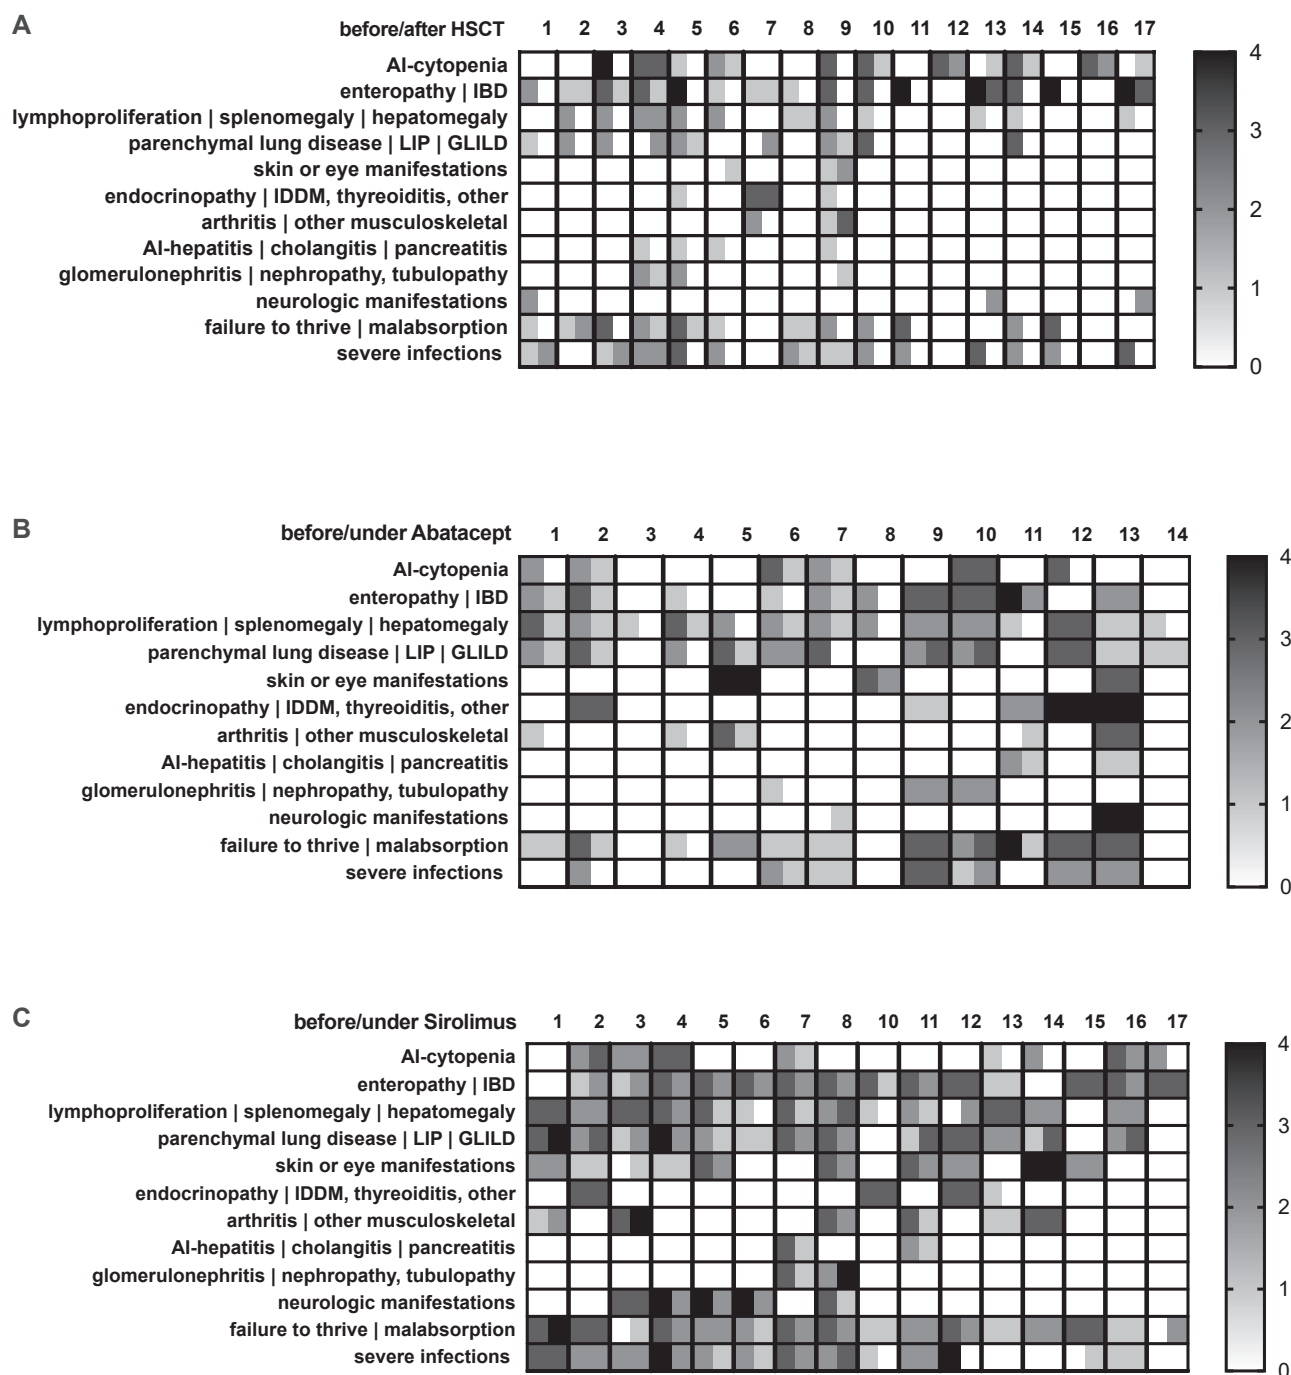 A
before/after HSCT 1 2 3 4 5 6 7 8 9 10 11 12 13 14 15 16 17
AI-cytopenia
enteropathy | IBD
lymphoproliferation | splenomegaly | hepatomegaly
parenchymal lung disease | LIP | GLILD
skin or eye manifestations
endocrinopathy | IDDM, thyreoiditis, other
arthritis | other musculoskeletal
AI-hepatitis | cholangitis | pancreatitis
glomerulonephritis | nephropathy, tubulopathy
neurologic manifestations
failure to thrive | malabsorption
severe infections
4
3
2
1
0
B
before/under Abatacept 1 2 3 4 5 6 7 8 9 10 11 12 13 14
AI-cytopenia
enteropathy | IBD
lymphoproliferation | splenomegaly | hepatomegaly
parenchymal lung disease | LIP | GLILD
skin or eye manifestations
endocrinopathy | IDDM, thyreoiditis, other
arthritis | other musculoskeletal
AI-hepatitis | cholangitis | pancreatitis
glomerulonephritis | nephropathy, tubulopathy
neurologic manifestations
failure to thrive | malabsorption
severe infections
4
3
2
1
0
C
before/under Sirolimus 1 2 3 4 5 6 7 8 10 11 12 13 14 15 16 17
AI-cytopenia
enteropathy | IBD
lymphoproliferation | splenomegaly | hepatomegaly
parenchymal lung disease | LIP | GLILD
skin or eye manifestations
endocrinopathy | IDDM, thyreoiditis, other
arthritis | other musculoskeletal
AI-hepatitis | cholangitis | pancreatitis
glomerulonephritis | nephropathy, tubulopathy
neurologic manifestations
failure to thrive | malabsorption
severe infections
4
3
2
1
0